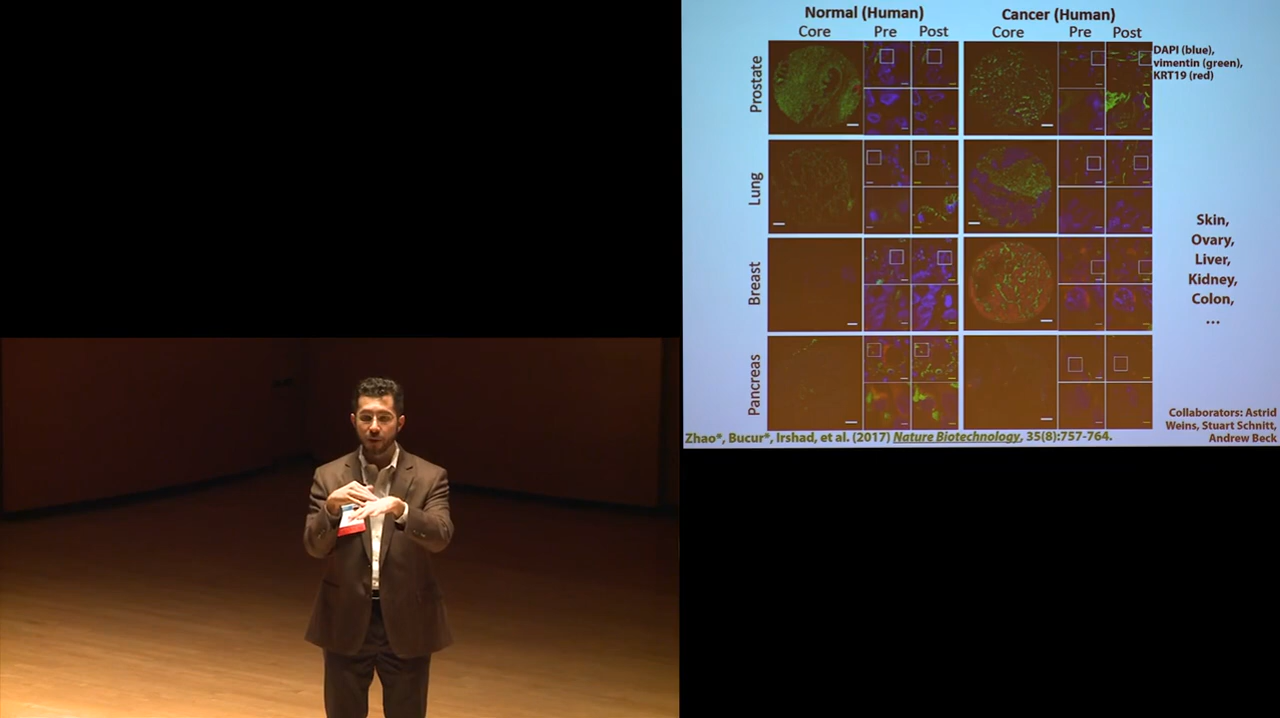 Normal (Human)
Cancer (Human)
Core Pre Post
Core Pre Post
DAPI (blue),
vimentin (green),
KRT19 (red)
Prostate
Lung
Breast
Pancreas
Skin,
Ovary,
Liver,
Kidney,
Colon,
...
Collaborators: Astrid
Weins, Stuart Schnitt,
Andrew Beck
Zhao*, Bucur*, Irshad, et al. (2017) Nature Biotechnology, 35(8):757-764.